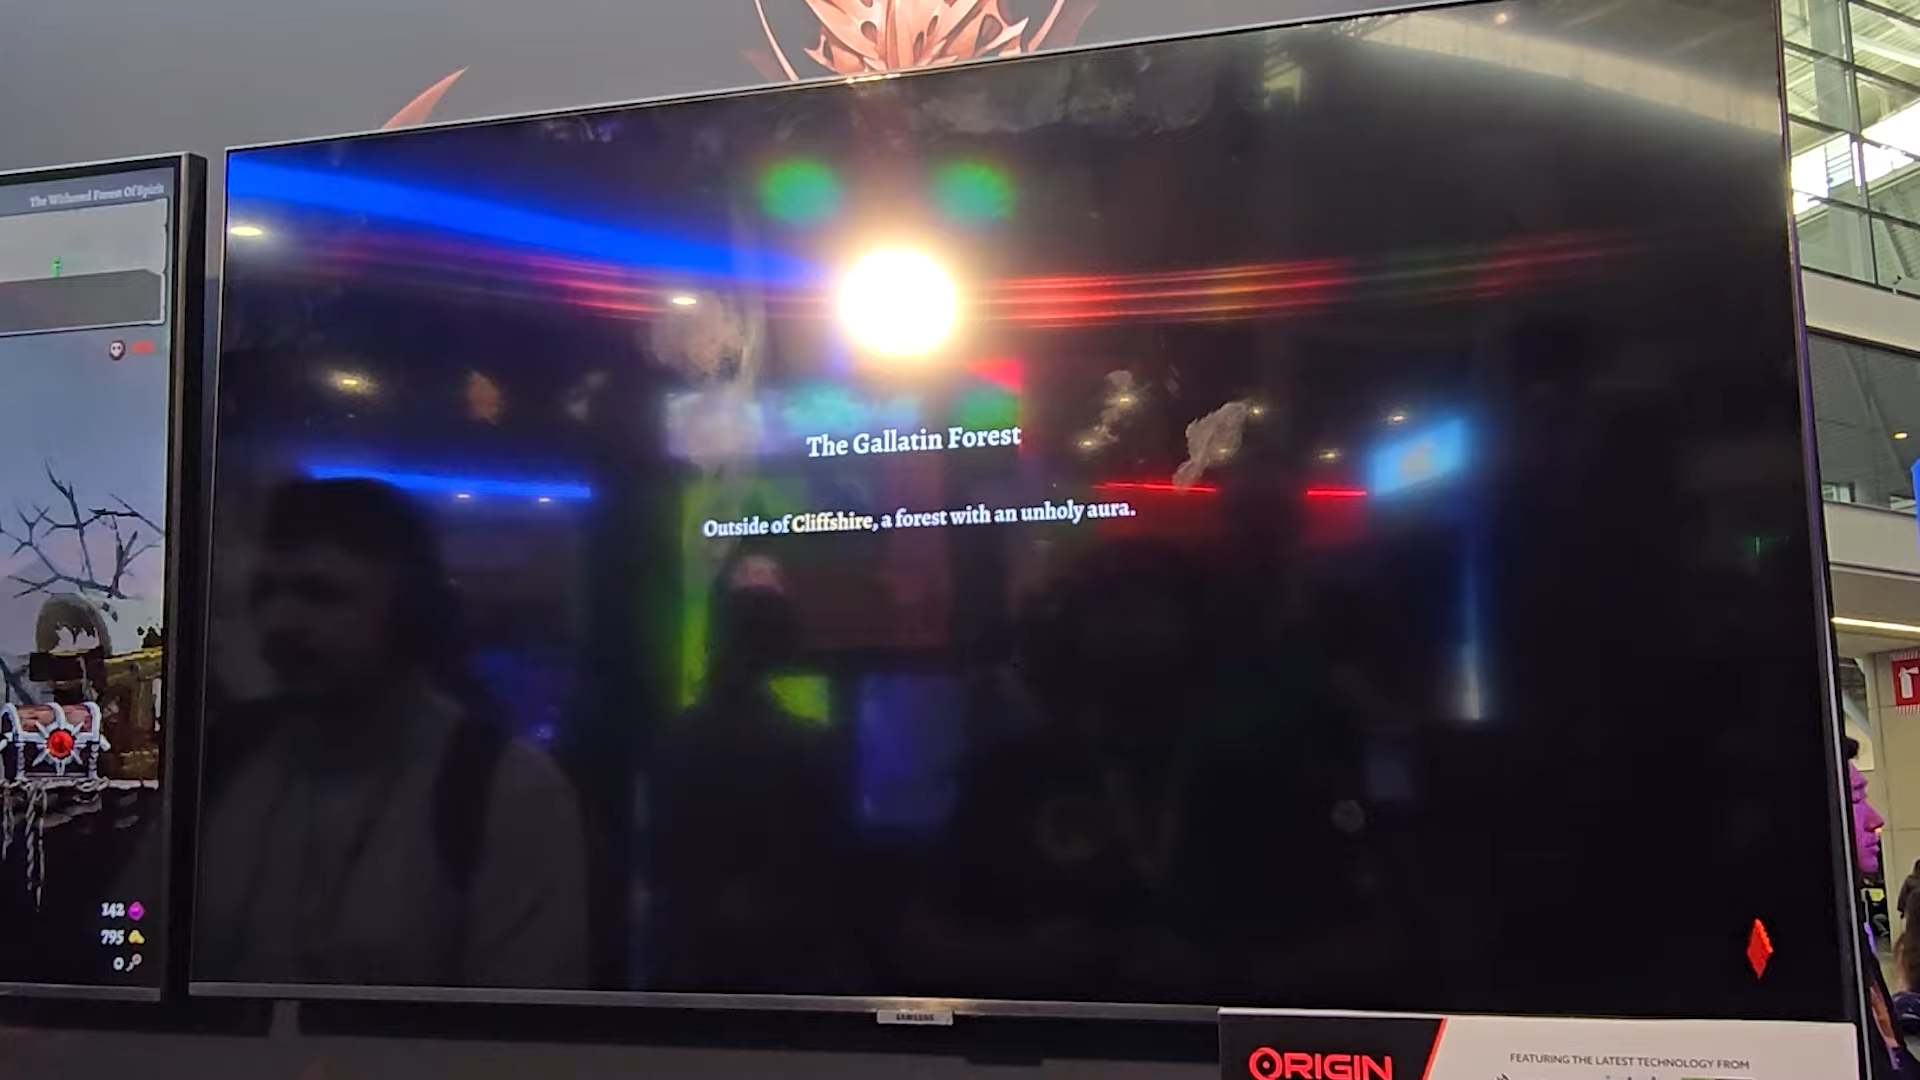 The Withered Forest Of Spirit
The Gallatin Forest
Outside of Cliffshire, a forest with an unholy aura.
142
795
0
SAMSUNG
ORIGIN
FEATURING THE LATEST TECHNOLOGY FROM